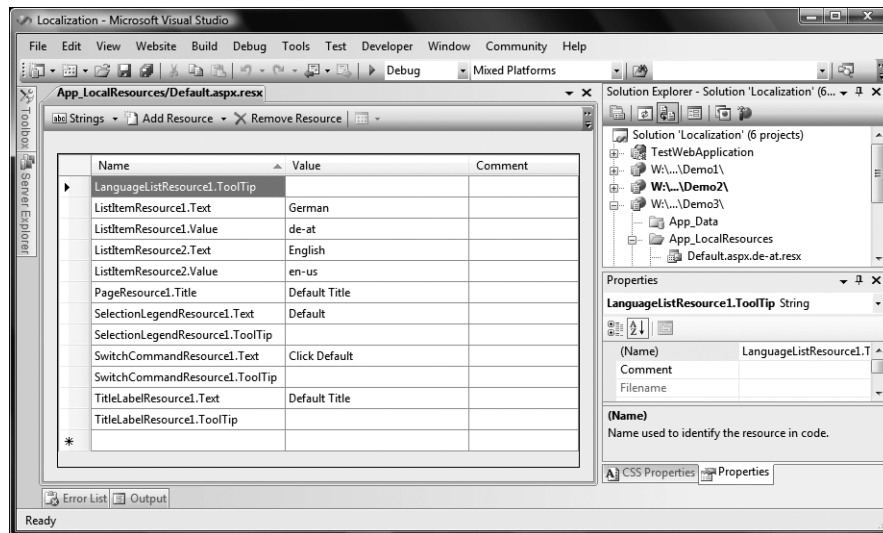 Localization - Microsoft Visual Studio
File Edit View Website Build Debug Tools Test Developer Window Community Help
Debug Mixed Platforms
Toolbox
Server Explorer
App_LocalResources/Default.aspx.resx
Strings Add Resource Remove Resource
Name Value Comment
LanguageListResource1.ToolTip
ListItemResource1.Text German
ListItemResource1.Value de-at
ListItemResource2.Text English
ListItemResource2.Value en-us
PageResource1.Title Default Title
SelectionLegendResource1.Text Default
SelectionLegendResource1.ToolTip
SwitchCommandResource1.Text Click Default
SwitchCommandResource1.ToolTip
TitleLabelResource1.Text Default Title
TitleLabelResource1.ToolTip
Solution Explorer - Solution 'Localization' (6...
Solution 'Localization' (6 projects)
TestWebApplication
W:\...\Demo1\
W:\...\Demo2\
W:\...\Demo3\
App_Data
App_LocalResources
Default.aspx.de-at.resx
Properties
LanguageListResource1.ToolTip String
(Name) LanguageListResource1.T
Comment
Filename
(Name)
Name used to identify the resource in code.
CSS Properties Properties
Error List Output
Ready